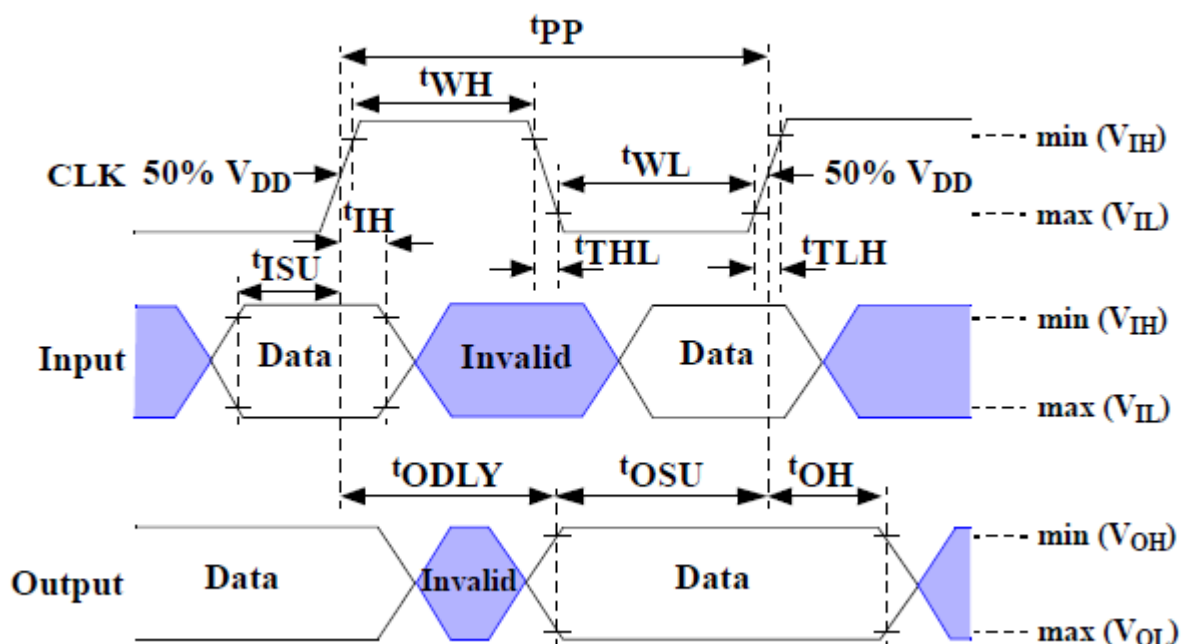 tPP
tWH
min (VIH)
CLK 50% VDD
tWL
50% VDD
tIH
max (VIL)
tISU
tTHL
tTLH
min (VIH)
Input
Data
Invalid
Data
max (VIL)
tODLY
tOSU
tOH
min (VOH)
Output
Data
Invalid
Data
max (VOL)